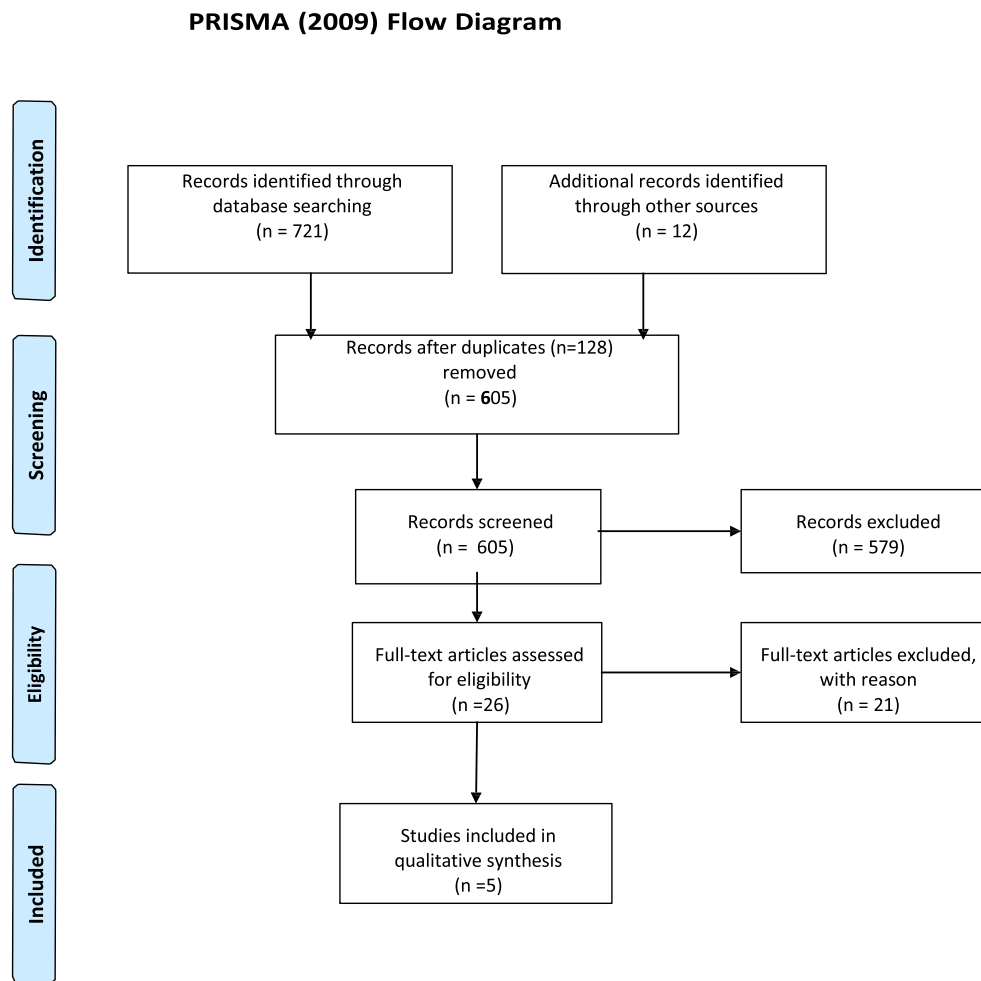 PRISMA (2009) Flow Diagram
Identification
Records identified through
database searching
(n = 721)
Additional records identified
through other sources
(n = 12)
Screening
Records after duplicates (n=128)
removed
(n = 605)
Records screened
(n =  605)
Records excluded
(n = 579)
Eligibility
Full-text articles assessed
for eligibility
(n =26)
Full-text articles excluded,
with reason
(n = 21)
Included
Studies included in
qualitative synthesis
(n =5)